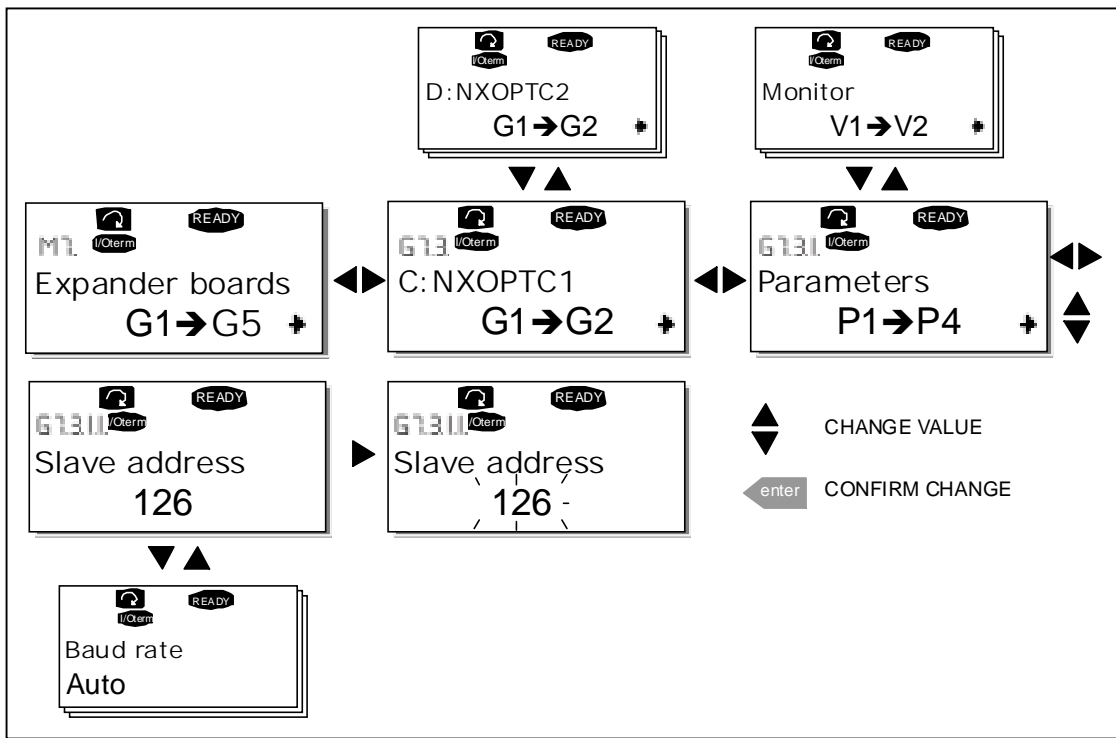 READY
I/Oterm
D:NXOPTC2
G1➔G2
READY
I/Oterm
Monitor
V1➔V2
READY
M7. I/Oterm
Expander boards
G1➔G5
READY
G7.3. I/Oterm
C:NXOPTC1
G1➔G2
READY
G7.3.1. I/Oterm
Parameters
P1➔P4
READY
G7.3.1.1. I/Oterm
Slave address
126
READY
G7.3.1.1. I/Oterm
Slave address
126
CHANGE VALUE
enter CONFIRM CHANGE
READY
I/Oterm
Baud rate
Auto